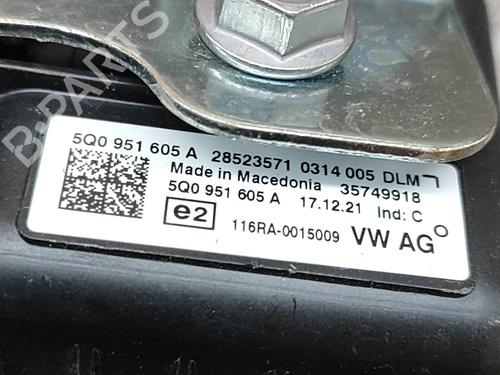 B-PARTS
5Q0 951 605 A 28523571 0314 005 DLM
Made in Macedonia 35749918
5Q0 951 605 A 17.12.21 Ind: C
e2 116RA-0015009 VW AG